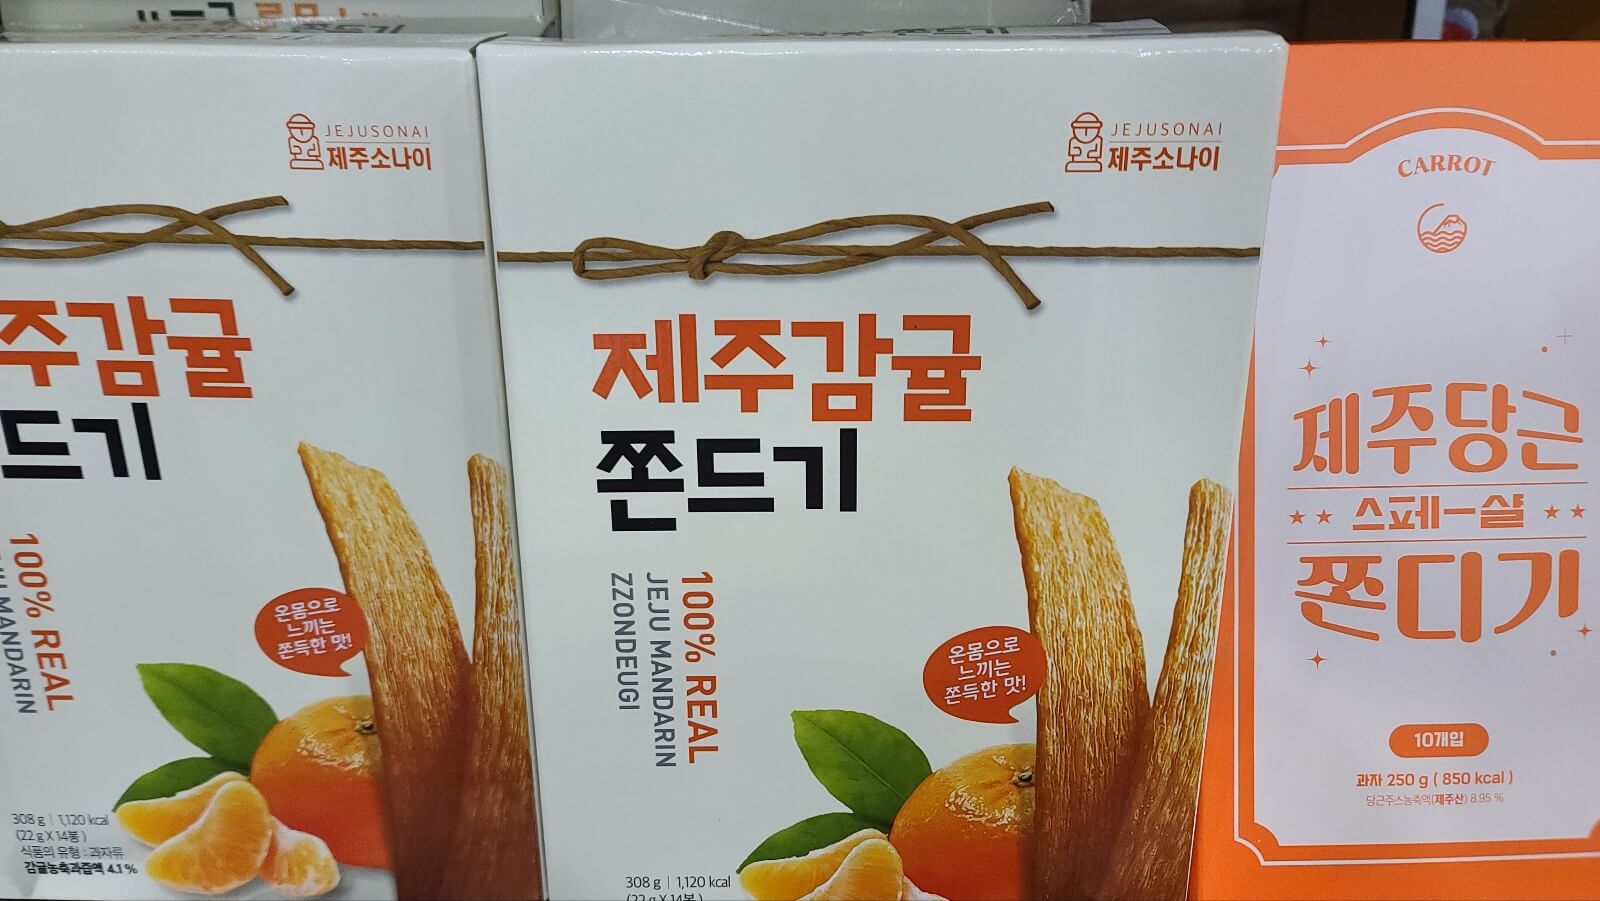 JEJUSONAI
제주소나이
주감귤
드기
100% REAL
MANDARIN
온몸으로
느끼는
쫀득한 맛!
308 g | 1,120 kcal
(22 g X 14봉)
식품의 유형 : 과자류
감귤농축과즙액 4.1 %
JEJUSONAI
제주소나이
제주감귤
쫀드기
100% REAL
JEJU MANDARIN
ZZONDEUGI
온몸으로
느끼는
쫀득한 맛!
308 g | 1,120 kcal
(22 g X 14봉)
CARROT
제주당근
스페-샬
쫀디기
10개입
과자 250 g ( 850 kcal )
당근주스농축액(제주산) 8.95 %